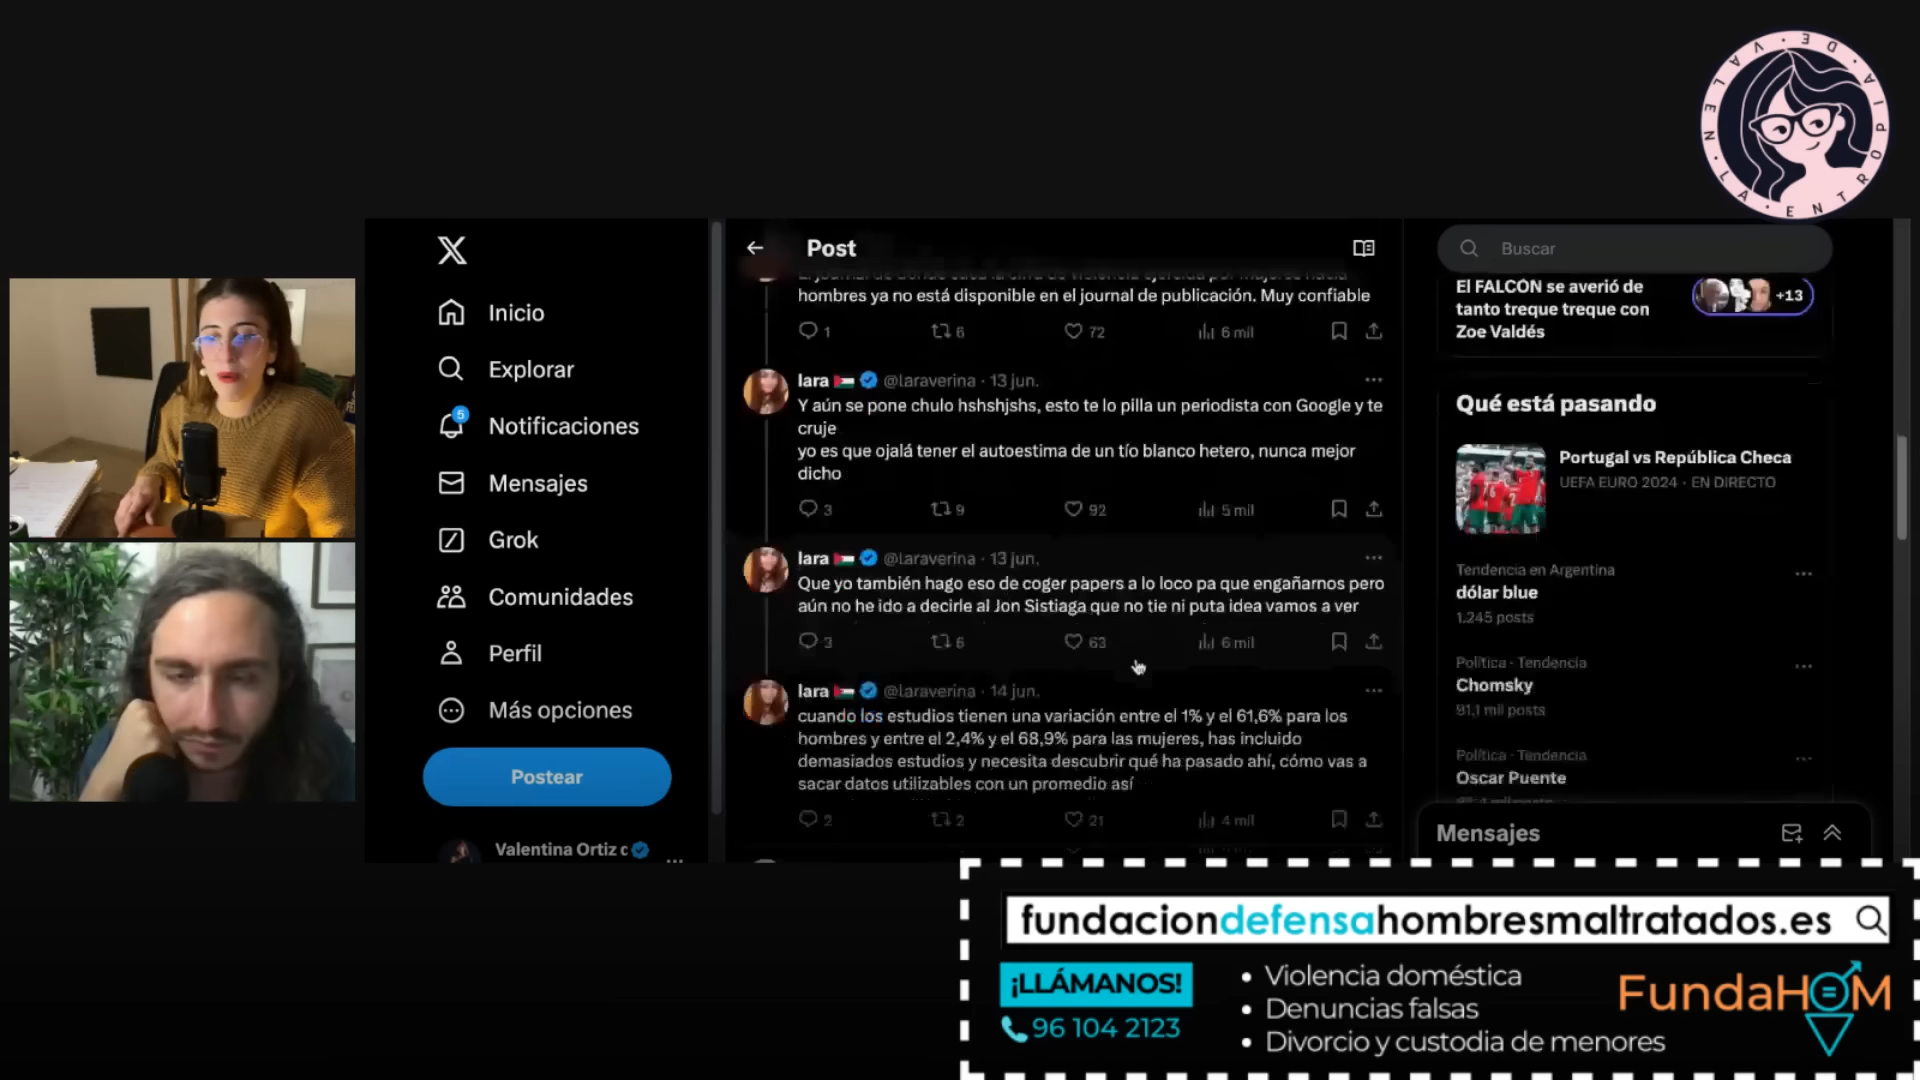 LA ENTROPIA DE VALEN
Inicio
Explorar
5
Notificaciones
Mensajes
Grok
Comunidades
Perfil
Más opciones
Postear
Valentina Ortiz
Post
hombres ya no está disponible en el journal de publicación. Muy confiable
1 6 72 6 mil
lara @laraverina · 13 jun.
Y aún se pone chulo hshshjshs, esto te lo pilla un periodista con Google y te
cruje
yo es que ojalá tener el autoestima de un tío blanco hetero, nunca mejor
dicho
3 9 92 5 mil
lara @laraverina · 13 jun.
Que yo también hago eso de coger papers a lo loco pa que engañarnos pero
aún no he ido a decirle al Jon Sistiaga que no tie ni puta idea vamos a ver
3 6 63 6 mil
lara @laraverina · 14 jun.
cuando los estudios tienen una variación entre el 1% y el 61,6% para los
hombres y entre el 2,4% y el 68,9% para las mujeres, has incluido
demasiados estudios y necesita descubrir qué ha pasado ahí, cómo vas a
sacar datos utilizables con un promedio así
2 2 21 4 mil
Buscar
El FALCÓN se averió de
tanto treque treque con
Zoe Valdés
+13
Qué está pasando
Portugal vs República Checa
UEFA EURO 2024 · EN DIRECTO
Tendencia en Argentina
dólar blue
1.245 posts
Política · Tendencia
Chomsky
91,1 mil posts
Política · Tendencia
Oscar Puente
Mensajes
fundaciondefensahombresmaltratados.es
¡LLÁMANOS!
96 104 2123
• Violencia doméstica
• Denuncias falsas
• Divorcio y custodia de menores
FundaHOM